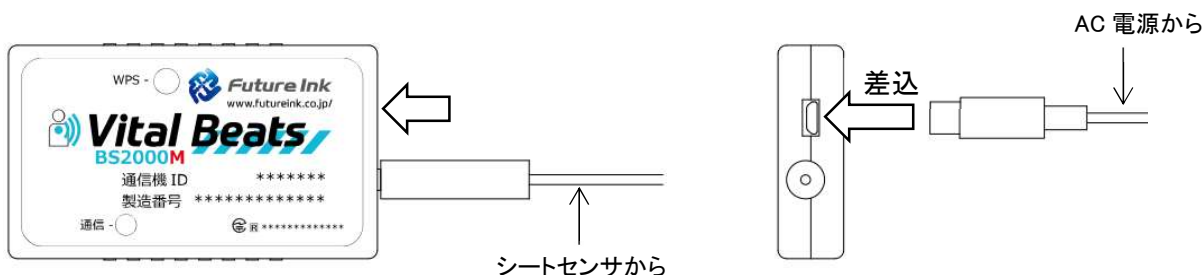 AC 電源から
WPS -
Future Ink
www.futureink.co.jp/
差込
Vital Beats
BS2000M
通信機 ID *******
製造番号 *************
通信 -
R *************
シートセンサから